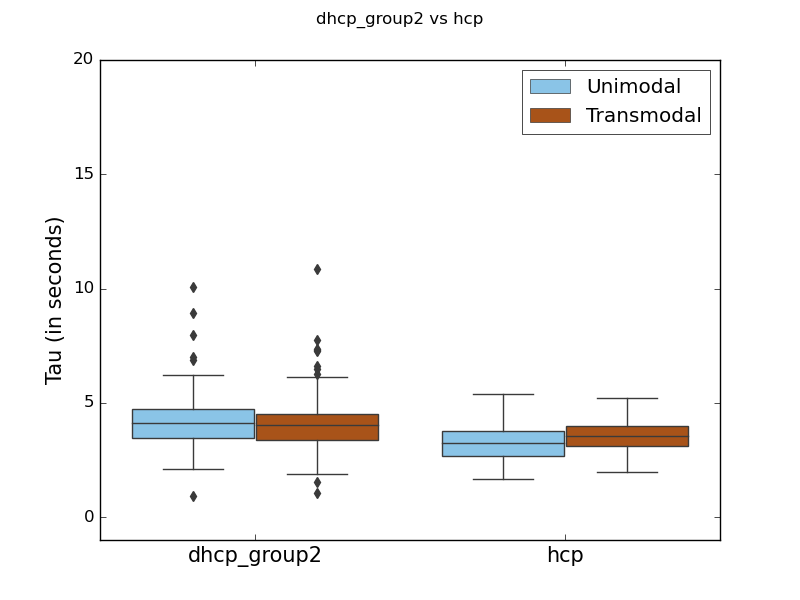 dhcp_group2 vs hcp
20
15
10
5
0
Tau (in seconds)
Unimodal
Transmodal
dhcp_group2
hcp